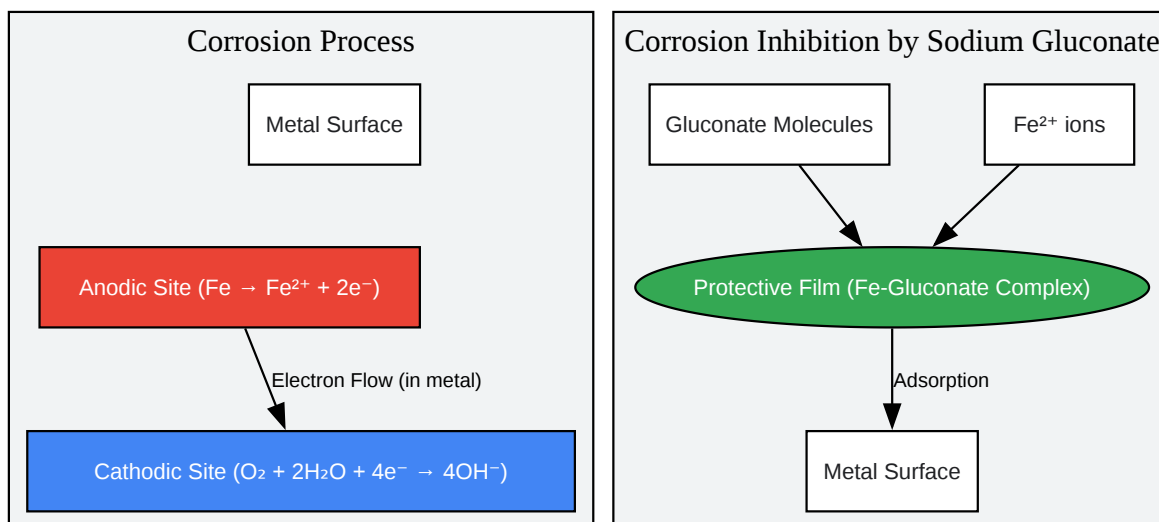 Corrosion Process
Metal Surface
Anodic Site (Fe → Fe²⁺ + 2e⁻)
Electron Flow (in metal)
Cathodic Site (O₂ + 2H₂O + 4e⁻ → 4OH⁻)
Corrosion Inhibition by Sodium Gluconate
Gluconate Molecules
Fe²⁺ ions
Protective Film (Fe-Gluconate Complex)
Adsorption
Metal Surface